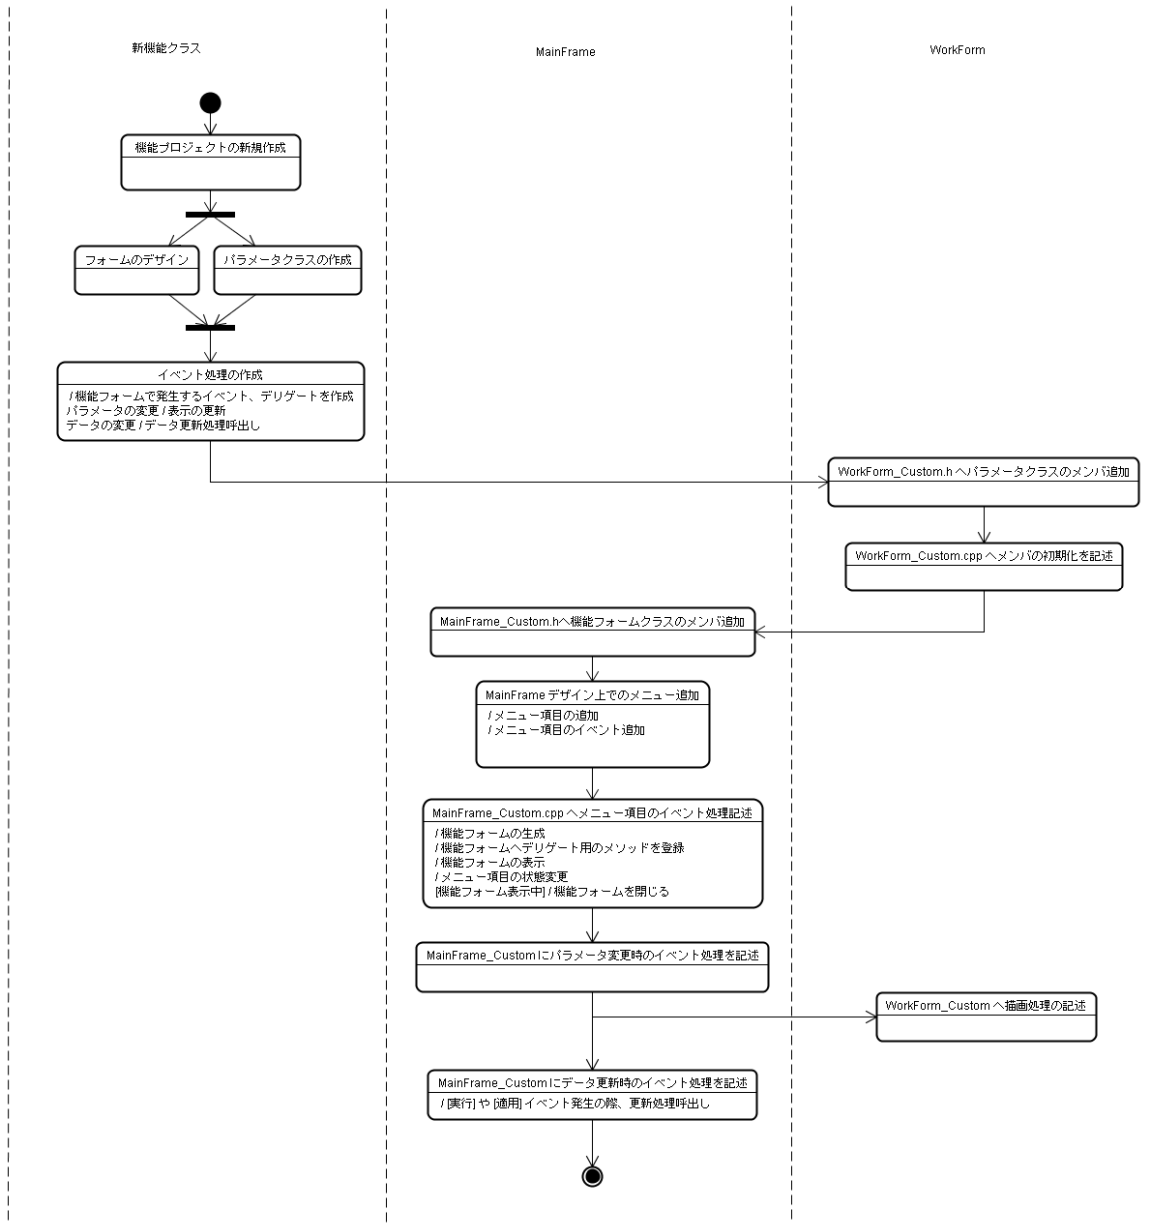 新機能クラス
MainFrame
WorkForm
機能プロジェクトの新規作成
フォームのデザイン
パラメータクラスの作成
イベント処理の作成
/ 機能フォームで発生するイベント、デリゲートを作成
パラメータの変更 / 表示の更新
データの変更 / データ更新処理呼出し
WorkForm_Custom.h へパラメータクラスのメンバ追加
WorkForm_Custom.cpp へメンバの初期化を記述
MainFrame_Custom.hへ機能フォームクラスのメンバ追加
MainFrame デザイン上でのメニュー追加
/ メニュー項目の追加
/ メニュー項目のイベント追加
MainFrame_Custom.cpp へメニュー項目のイベント処理記述
/ 機能フォームの生成
/ 機能フォームへデリゲート用のメソッドを登録
/ 機能フォームの表示
/ メニュー項目の状態変更
[機能フォーム表示中] / 機能フォームを閉じる
MainFrame_Custom にパラメータ変更時のイベント処理を記述
WorkForm_Custom へ描画処理の記述
MainFrame_Custom にデータ更新時のイベント処理を記述
/ [実行] や [適用] イベント発生の際、更新処理呼出し